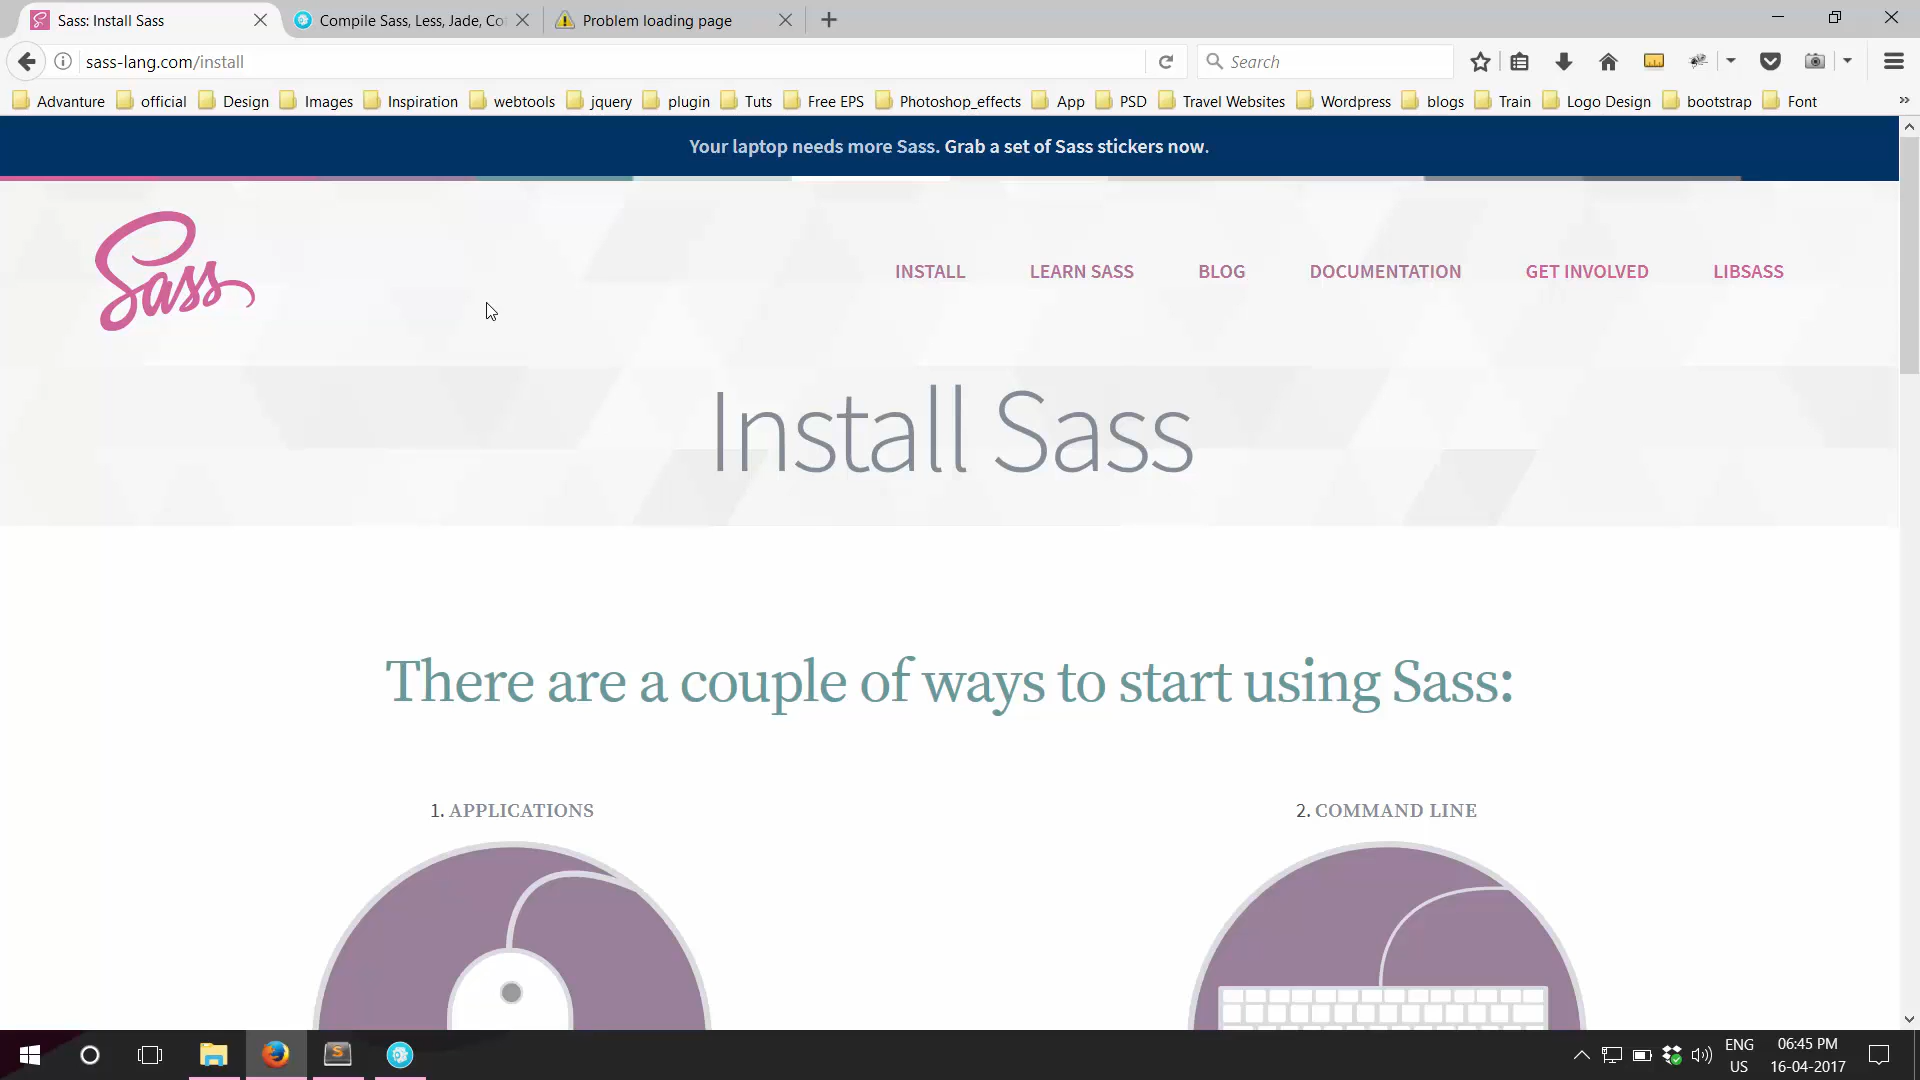 Sass: Install Sass
Compile Sass, Less, Jade, Co
Problem loading page
sass-lang.com/install
Search
Advanture official Design Images Inspiration webtools jquery plugin Tuts Free EPS Photoshop_effects App PSD Travel Websites Wordpress blogs Train Logo Design bootstrap Font
Your laptop needs more Sass. Grab a set of Sass stickers now.
Sass
INSTALL LEARN SASS BLOG DOCUMENTATION GET INVOLVED LIBSASS
Install Sass
There are a couple of ways to start using Sass:
1. APPLICATIONS
2. COMMAND LINE
ENG 06:45 PM
US 16-04-2017